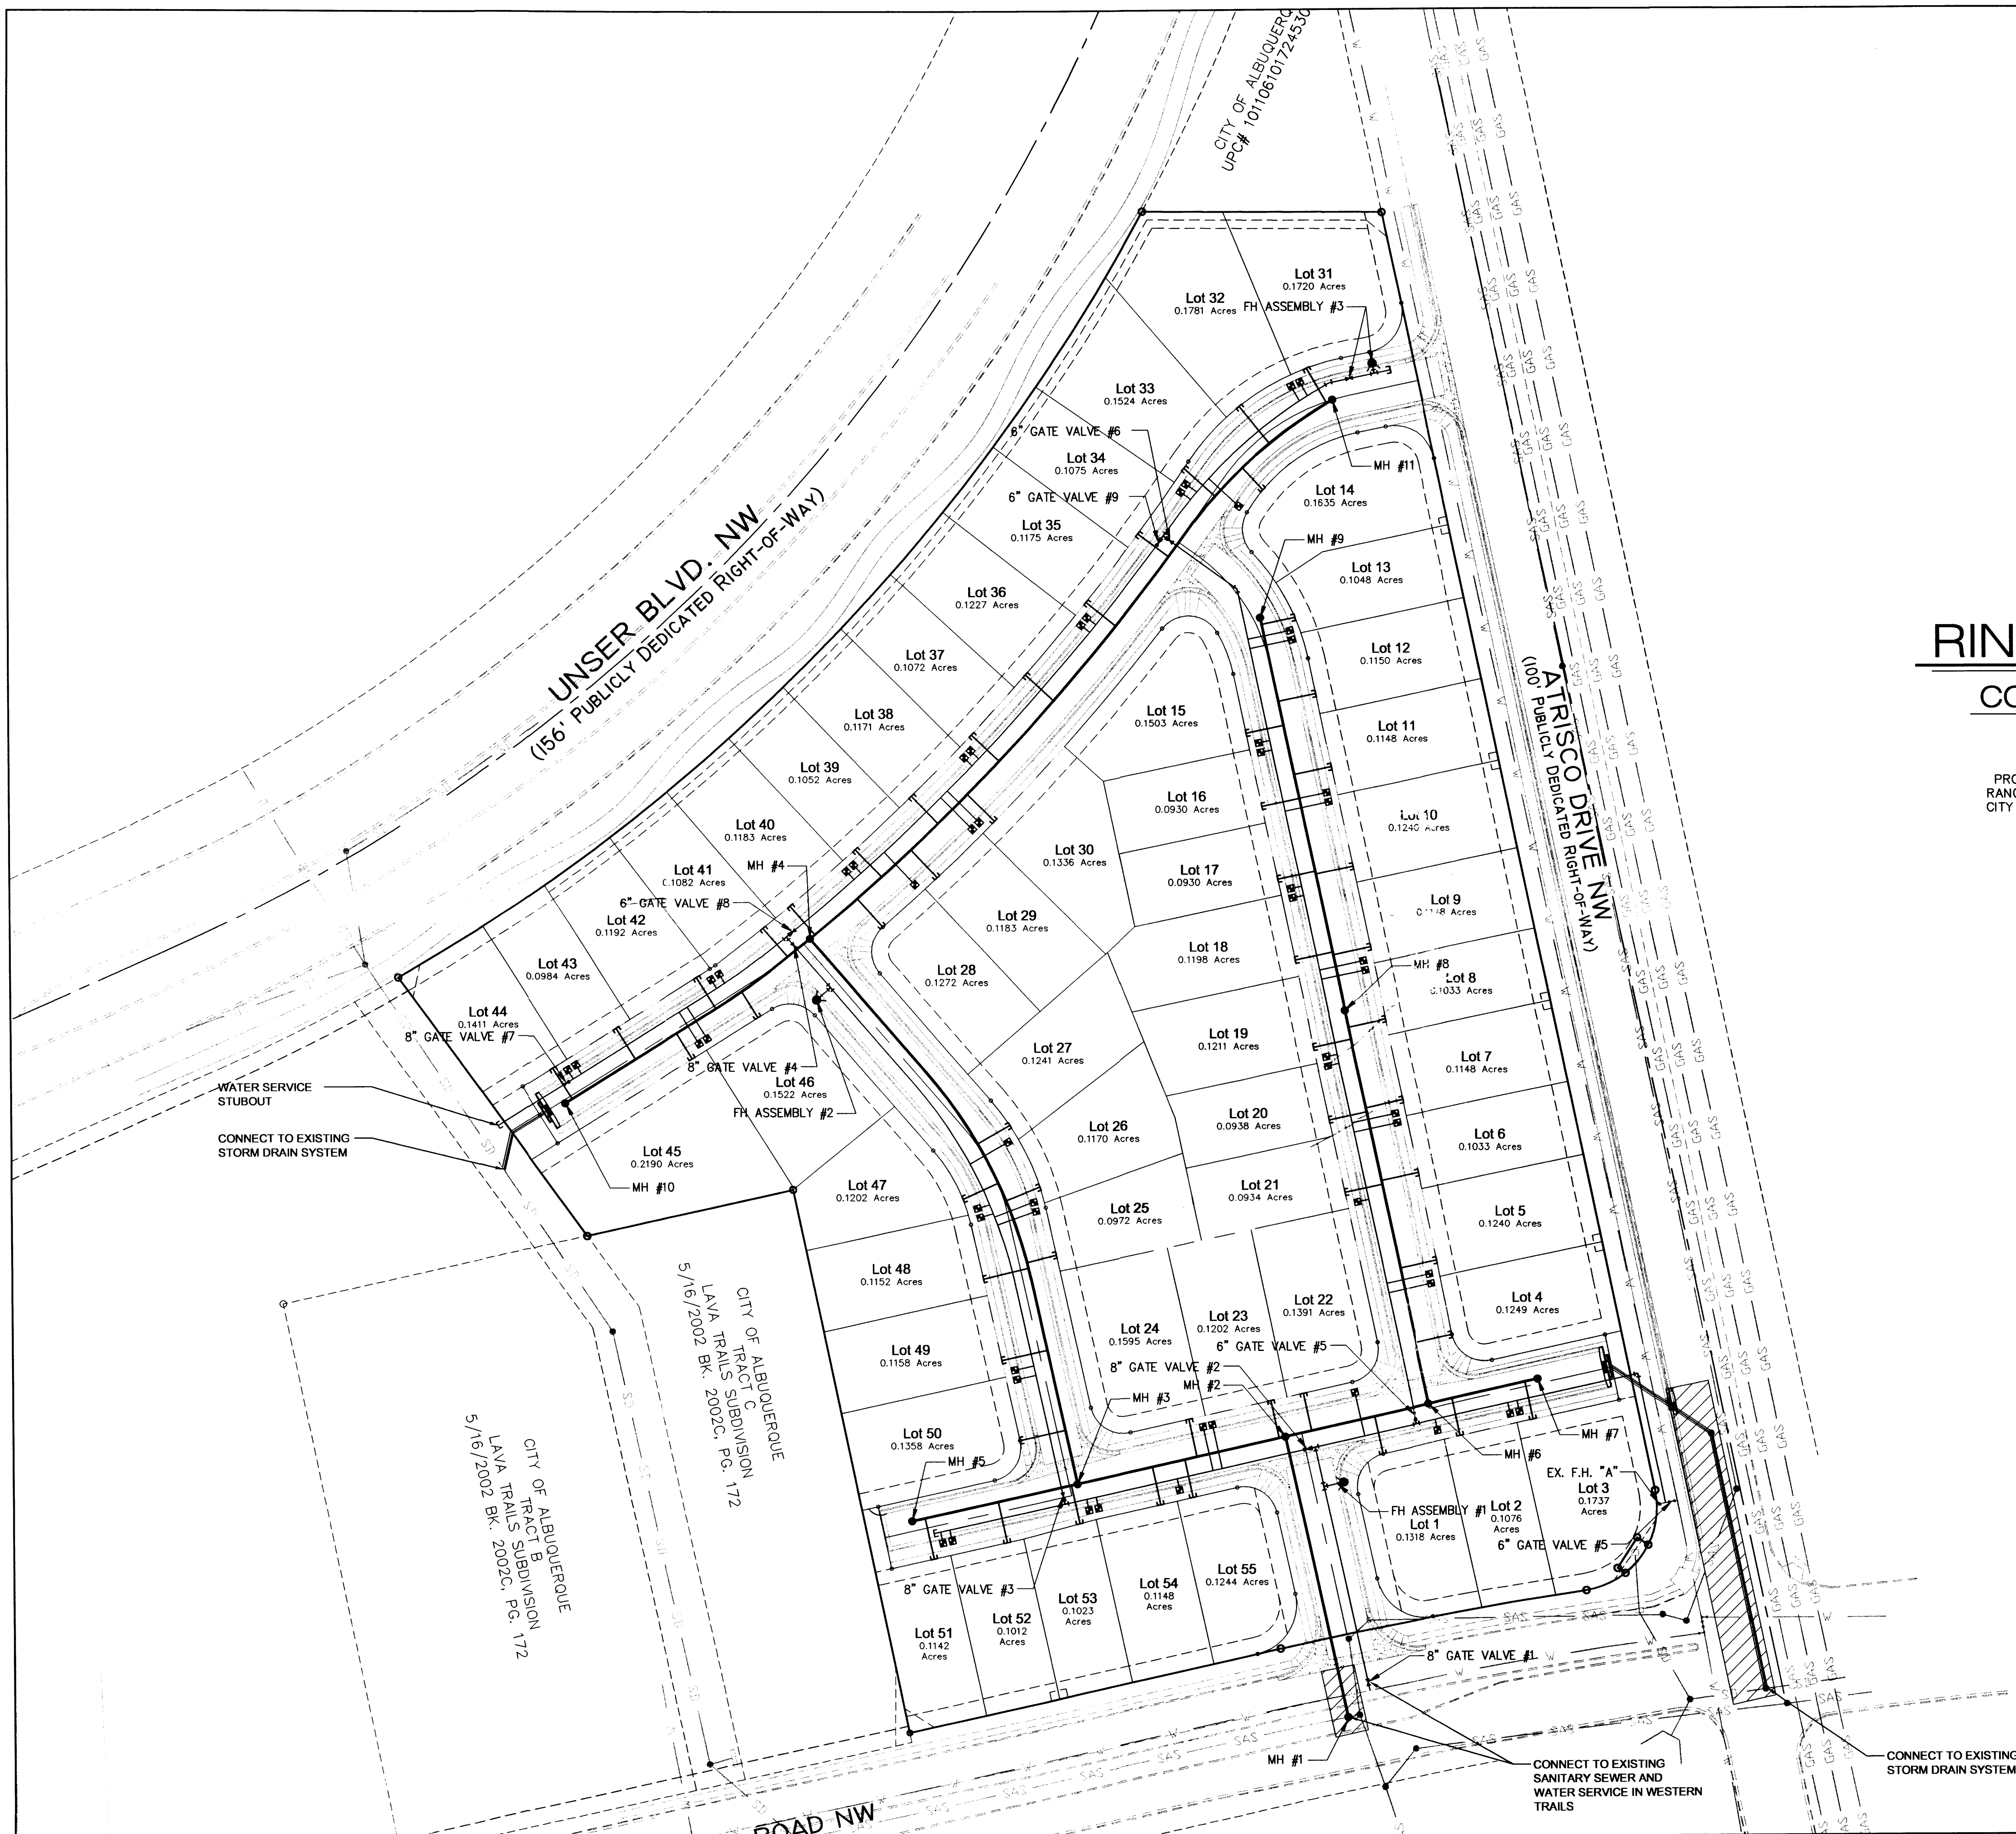 CITY OF ALBUQUERQ
UPC# 10110610172453​0
Lot 31
0.1720 Acres
Lot 32
0.1781 Acres
FH ASSEMBLY #3
Lot 33
0.1524 Acres
6" GATE VALVE #6
Lot 34
0.1075 Acres
MH #11
6" GATE VALVE #9
Lot 14
0.1635 Acres
Lot 35
0.1175 Acres
MH #9
Lot 13
0.1048 Acres
UNSER BLVD. NW
(156' PUBLICLY DEDICATED RIGHT-OF-WAY)
Lot 36
0.1227 Acres
Lot 12
0.1150 Acres
RIN
CO
Lot 37
0.1072 Acres
Lot 38
0.1171 Acres
Lot 15
0.1503 Acres
Lot 11
0.1148 Acres
ATRISCO DRIVE NW
(100' PUBLICLY DEDICATED RIGHT-OF-WAY)
PRO
RANG
CITY
Lot 39
0.1052 Acres
Lot 16
0.0930 Acres
Lot 10
0.1240 Acres
Lot 40
0.1183 Acres
Lot 30
0.1336 Acres
Lot 17
0.0930 Acres
MH #4
Lot 41
0.1082 Acres
6" GATE VALVE #8
Lot 9
0.1148 Acres
Lot 42
0.1192 Acres
Lot 29
0.1183 Acres
Lot 18
0.1198 Acres
Lot 43
0.0984 Acres
Lot 28
0.1272 Acres
MH #8
Lot 8
0.1033 Acres
Lot 44
0.1411 Acres
8" GATE VALVE #7
Lot 27
0.1241 Acres
Lot 19
0.1211 Acres
Lot 7
0.1148 Acres
8" GATE VALVE #4
Lot 46
0.1522 Acres
FH ASSEMBLY #2
WATER SERVICE
STUBOUT
CONNECT TO EXISTING
STORM DRAIN SYSTEM
Lot 26
0.1170 Acres
Lot 20
0.0938 Acres
Lot 6
0.1033 Acres
Lot 45
0.2190 Acres
MH #10
Lot 47
0.1202 Acres
Lot 25
0.0972 Acres
Lot 21
0.0934 Acres
Lot 5
0.1240 Acres
Lot 48
0.1152 Acres
Lot 4
0.1249 Acres
Lot 22
0.1391 Acres
Lot 23
0.1202 Acres
Lot 24
0.1595 Acres
6" GATE VALVE #5
8" GATE VALVE #2
MH #2
MH #3
Lot 49
0.1158 Acres
CITY OF ALBUQUERQUE
TRACT C
LAVA TRAILS SUBDIVISION
5/16/2002 BK. 2002C, PG. 172
Lot 50
0.1358 Acres
MH #5
MH #7
MH #6
CITY OF ALBUQUERQUE
TRACT B
LAVA TRAILS SUBDIVISION
5/16/2002 BK. 2002C, PG. 172
EX. F.H. "A"
Lot 3
0.1737
Acres
FH ASSEMBLY #1
Lot 2
0.1076
Acres
Lot 1
0.1318 Acres
6" GATE VALVE #5
8" GATE VALVE #3
Lot 55
0.1244 Acres
Lot 54
0.1148
Acres
Lot 53
0.1023
Acres
Lot 52
0.1012
Acres
Lot 51
0.1142
Acres
8" GATE VALVE #1
MH #1
CONNECT TO EXISTING
SANITARY SEWER AND
WATER SERVICE IN WESTERN
TRAILS
CONNECT TO EXISTING
STORM DRAIN SYSTEM
ROAD NW